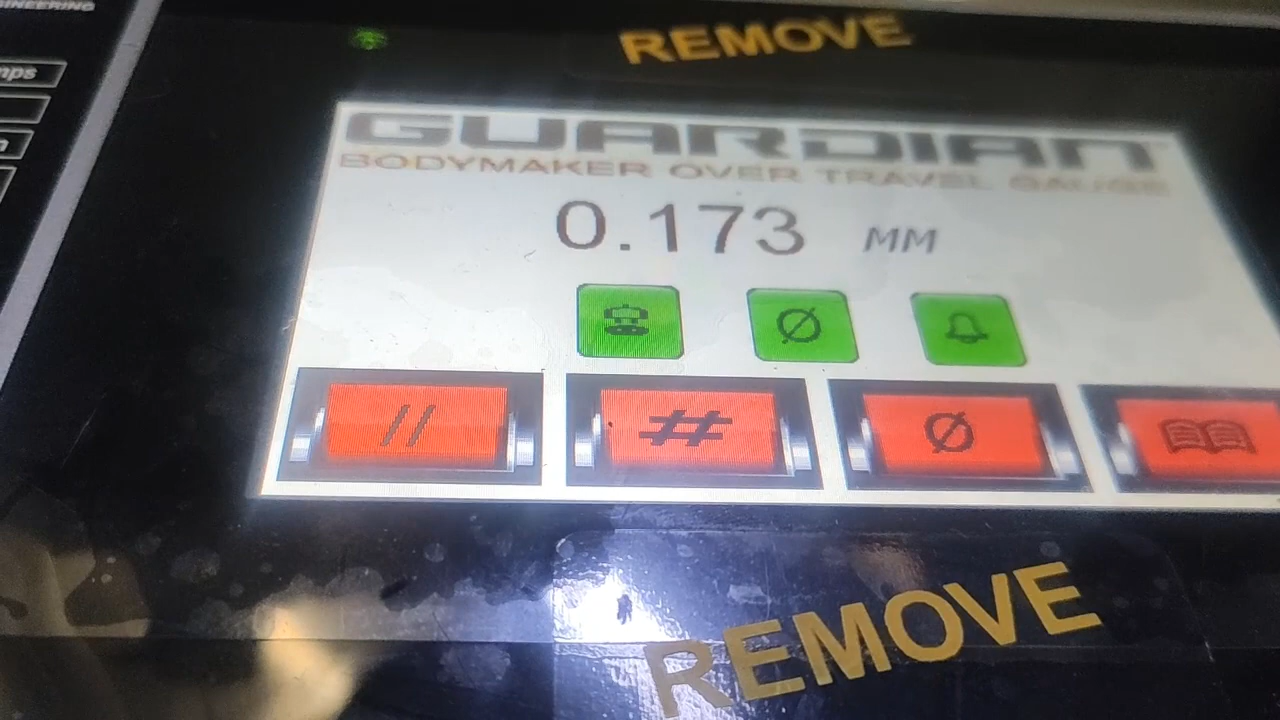 REMOVE
GUARDIAN
BODYMAKER OVER TRAVEL GAUGE
0.173 MM
Ø
// # Ø
REMOVE